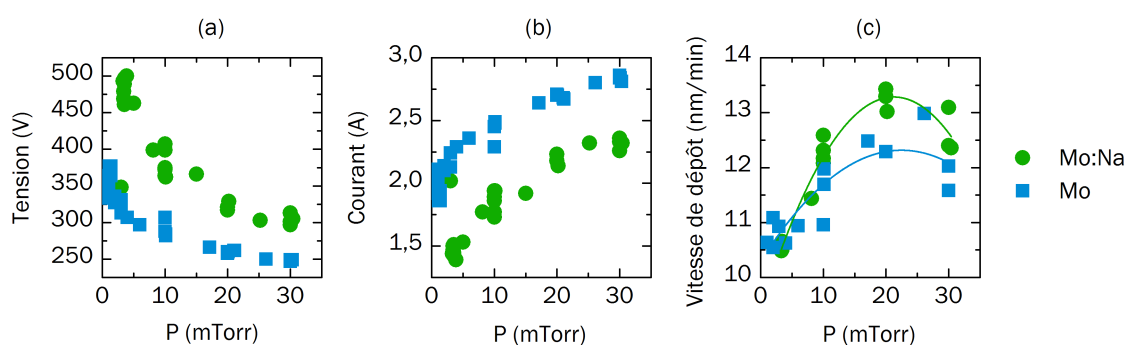 (a)
Tension (V)
500
450
400
350
300
250
0
10
20
30
P (mTorr)
(b)
Courant (A)
3,0
2,5
2,0
1,5
0
10
20
30
P (mTorr)
(c)
Vitesse de dépôt (nm/min)
14
13
12
11
10
0
10
20
30
P (mTorr)
Mo:Na
Mo